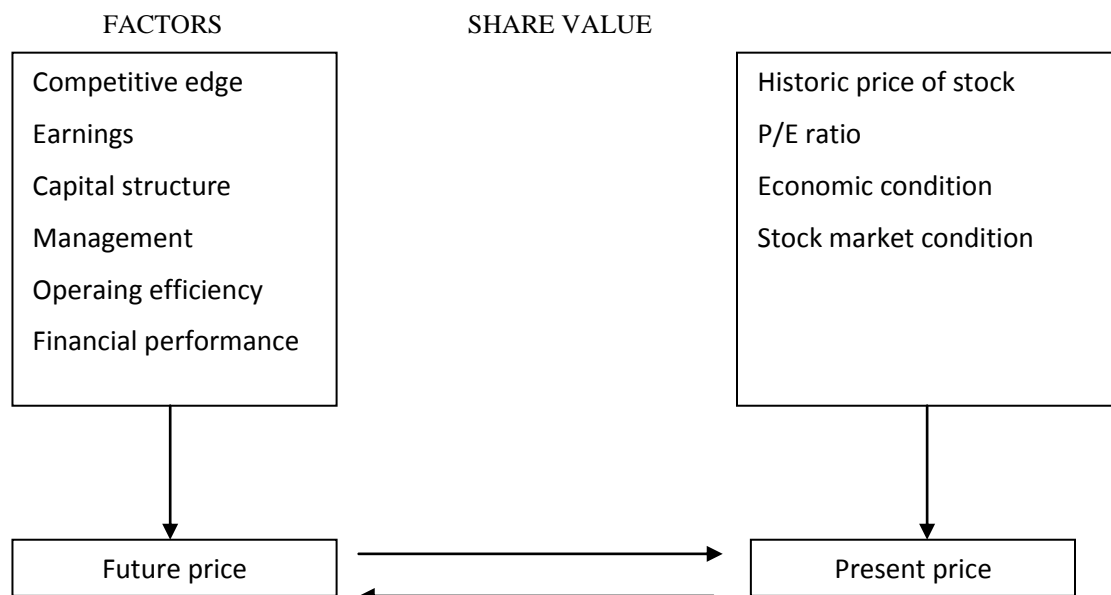 FACTORS
SHARE VALUE
Competitive edge
Earnings
Capital structure
Management
Operaing efficiency
Financial performance
Historic price of stock
P/E ratio
Economic condition
Stock market condition
Future price
Present price